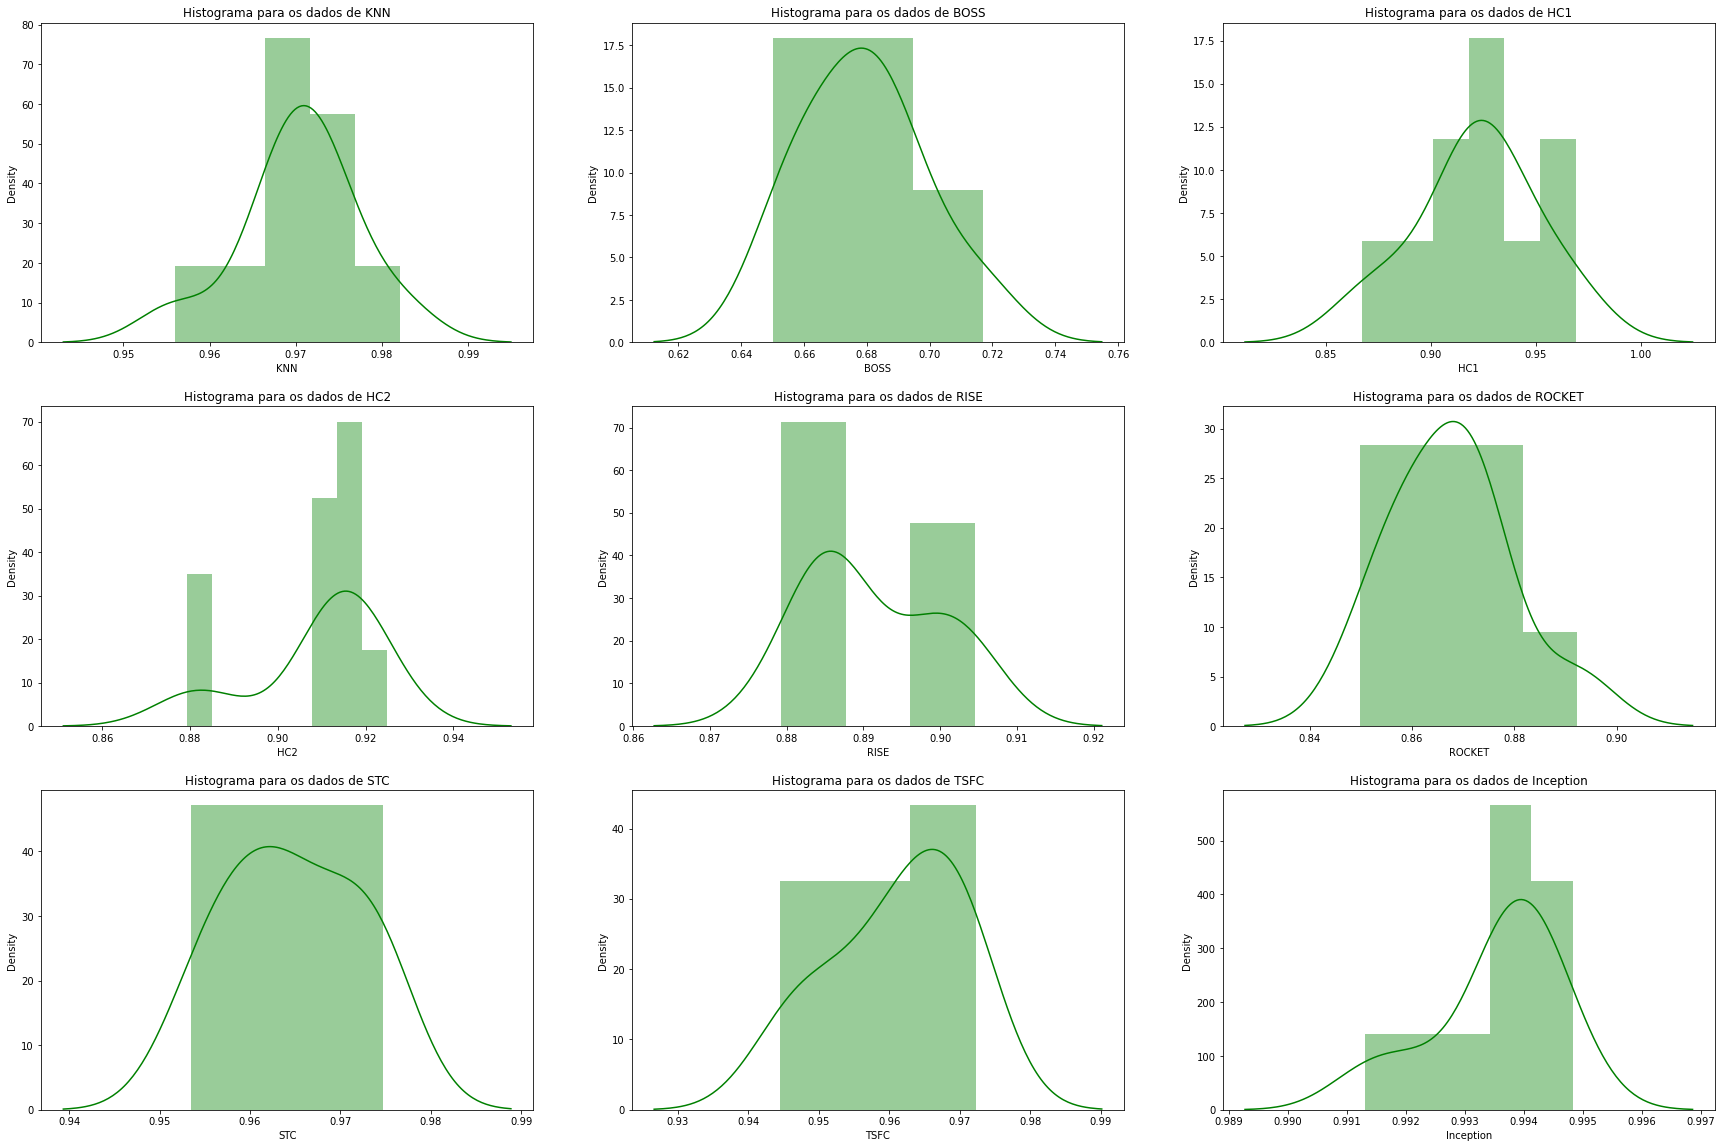 Histograma para os dados de KNN
80
70
60
50
40
30
20
10
0
Density
0.95 0.96 0.97 0.98 0.99
KNN
Histograma para os dados de BOSS
17.5
15.0
12.5
10.0
7.5
5.0
2.5
0.0
Density
0.62 0.64 0.66 0.68 0.70 0.72 0.74 0.76
BOSS
Histograma para os dados de HC1
17.5
15.0
12.5
10.0
7.5
5.0
2.5
0.0
Density
0.85 0.90 0.95 1.00
HC1
Histograma para os dados de HC2
70
60
50
40
30
20
10
0
Density
0.86 0.88 0.90 0.92 0.94
HC2
Histograma para os dados de RISE
70
60
50
40
30
20
10
0
Density
0.86 0.87 0.88 0.89 0.90 0.91 0.92
RISE
Histograma para os dados de ROCKET
30
25
20
15
10
5
0
Density
0.84 0.86 0.88 0.90
ROCKET
Histograma para os dados de STC
40
30
20
10
0
Density
0.94 0.95 0.96 0.97 0.98 0.99
STC
Histograma para os dados de TSFC
40
30
20
10
0
Density
0.93 0.94 0.95 0.96 0.97 0.98 0.99
TSFC
Histograma para os dados de Inception
500
400
300
200
100
0
Density
0.989 0.990 0.991 0.992 0.993 0.994 0.995 0.996 0.997
Inception